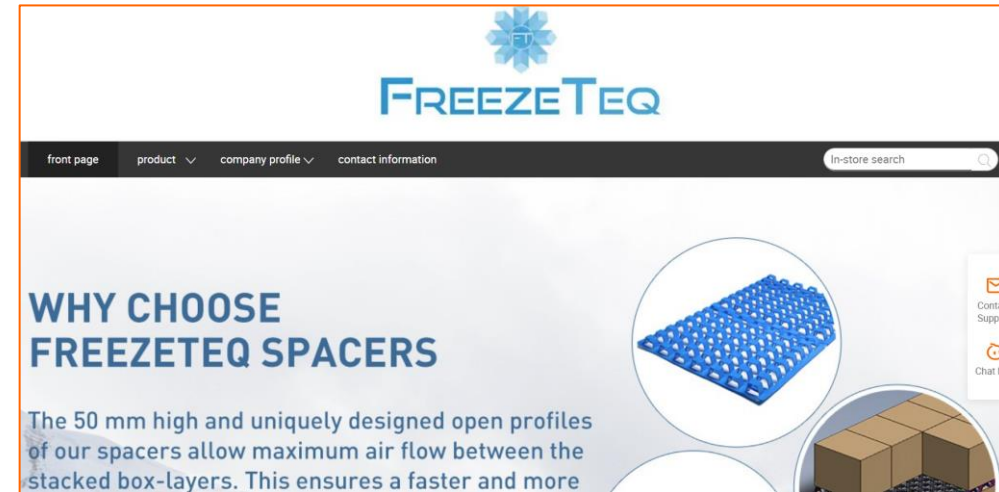 FT
FREEZETEQ
front page product company profile contact information In-store search
WHY CHOOSE
FREEZETEQ SPACERS
The 50 mm high and uniquely designed open profiles
of our spacers allow maximum air flow between the
stacked box-layers. This ensures a faster and more